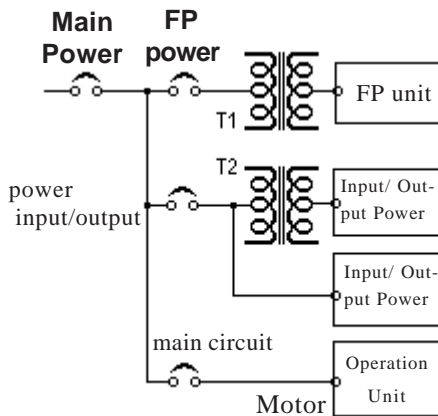 Main
Power
FP
power
T1
FP unit
T2
power
input/output
Input/ Out-
put Power
Input/ Out-
put Power
main circuit
Motor
Operation
Unit